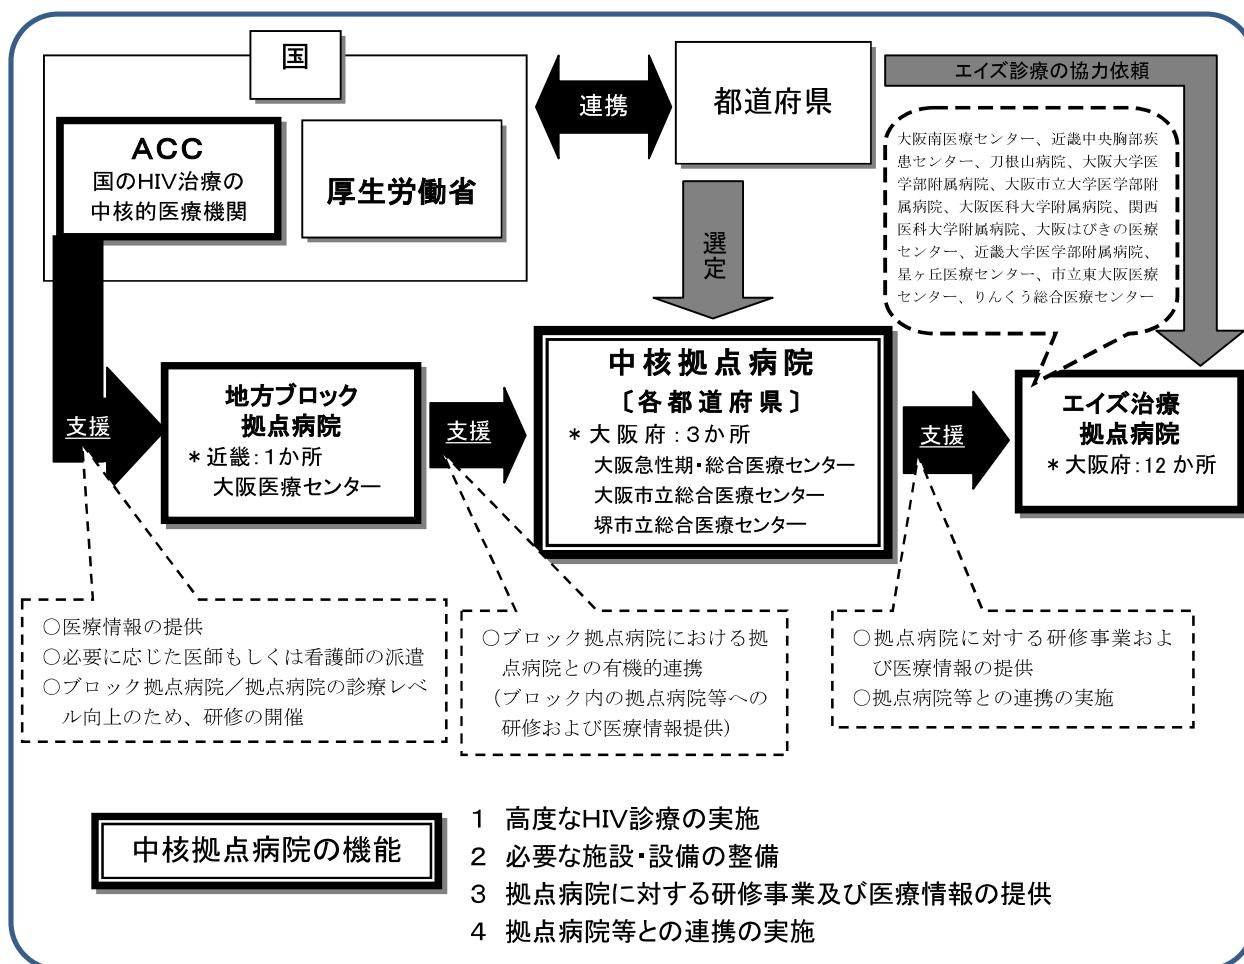 国
ACC
国のHIV治療の
中核的医療機関
厚生労働省
連携
都道府県
エイズ診療の協力依頼
大阪南医療センター、近畿中央胸部疾
患センター、刀根山病院、大阪大学医
学部附属病院、大阪市立大学医学部附
属病院、大阪医科大学附属病院、関西
医科大学附属病院、大阪はびきの医療
センター、近畿大学医学部附属病院、
星ヶ丘医療センター、市立東大阪医療
センター、りんくう総合医療センター
選定
支援
地方ブロック
拠点病院
＊近畿：１か所
大阪医療センター
支援
中核拠点病院
〔各都道府県〕
＊大阪府：３か所
大阪急性期・総合医療センター
大阪市立総合医療センター
堺市立総合医療センター
支援
エイズ治療
拠点病院
＊大阪府：12か所
○医療情報の提供
○必要に応じた医師もしくは看護師の派遣
○ブロック拠点病院／拠点病院の診療レベ
ル向上のため、研修の開催
○ブロック拠点病院における拠
点病院との有機的連携
（ブロック内の拠点病院等への
研修および医療情報提供）
○拠点病院に対する研修事業およ
び医療情報の提供
○拠点病院等との連携の実施
中核拠点病院の機能
1 高度なHIV診療の実施
2 必要な施設・設備の整備
3 拠点病院に対する研修事業及び医療情報の提供
4 拠点病院等との連携の実施